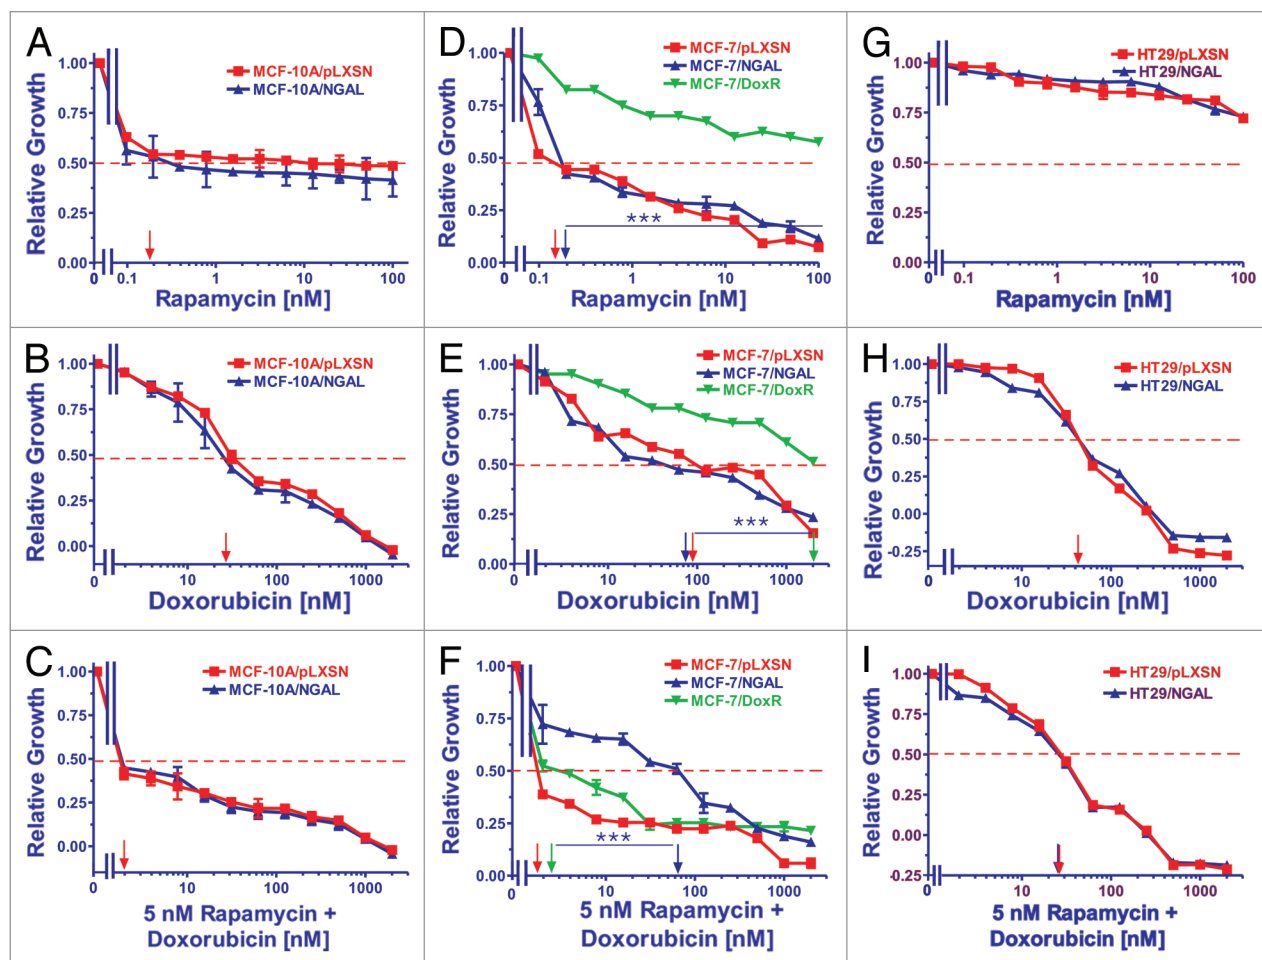 A
Relative Growth
1.00
0.75
0.50
0.25
0.00
MCF-10A/pLXSN
MCF-10A/NGAL
0 0.1 1 10 100
Rapamycin [nM]
D
Relative Growth
1.00
0.75
0.50
0.25
0.00
MCF-7/pLXSN
MCF-7/NGAL
MCF-7/DoxR
***
0 0.1 1 10 100
Rapamycin [nM]
G
Relative Growth
1.00
0.75
0.50
0.25
0.00
HT29/pLXSN
HT29/NGAL
0 0.1 1 10 100
Rapamycin [nM]
B
Relative Growth
1.00
0.75
0.50
0.25
0.00
MCF-10A/pLXSN
MCF-10A/NGAL
0 10 100 1000
Doxorubicin [nM]
E
Relative Growth
1.00
0.75
0.50
0.25
0.00
MCF-7/pLXSN
MCF-7/NGAL
MCF-7/DoxR
***
0 10 100 1000
Doxorubicin [nM]
H
Relative Growth
1.00
0.75
0.50
0.25
0.00
-0.25
HT29/pLXSN
HT29/NGAL
0 10 100 1000
Doxorubicin [nM]
C
Relative Growth
1.00
0.75
0.50
0.25
0.00
MCF-10A/pLXSN
MCF-10A/NGAL
0 10 100 1000
5 nM Rapamycin +
Doxorubicin [nM]
F
Relative Growth
1.00
0.75
0.50
0.25
0.00
MCF-7/pLXSN
MCF-7/NGAL
MCF-7/DoxR
***
0 10 100 1000
5 nM Rapamycin +
Doxorubicin [nM]
I
Relative Growth
1.00
0.75
0.50
0.25
0.00
-0.25
HT29/pLXSN
HT29/NGAL
0 10 100 1000
5 nM Rapamycin +
Doxorubicin [nM]